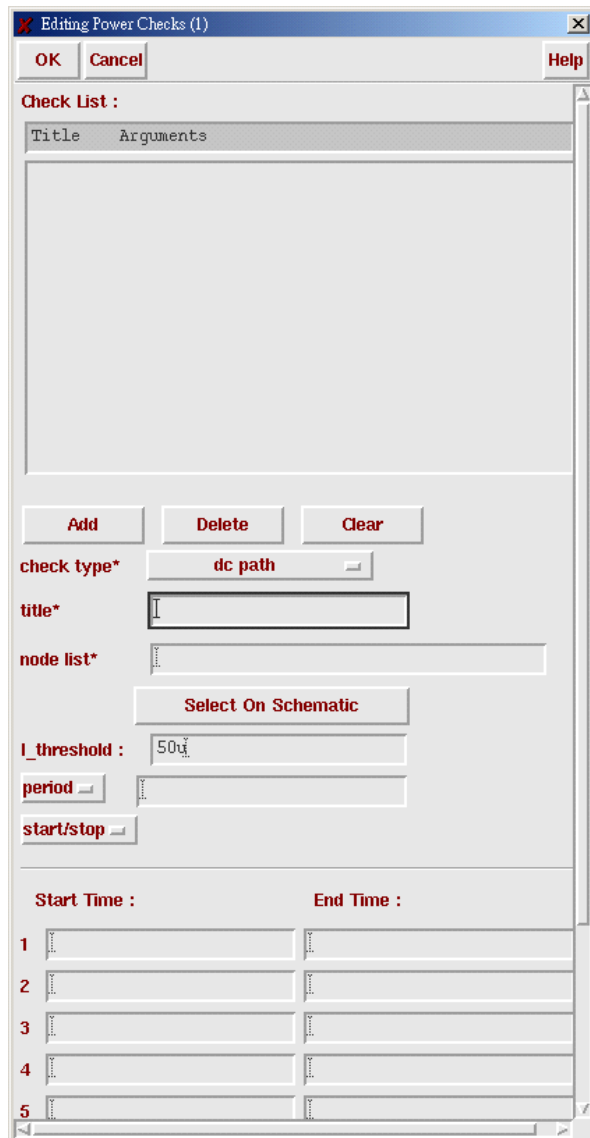 Editing Power Checks (1)
OK Cancel Help
Check List :
Title Arguments
Add Delete Clear
check type* dc path
title*
node list*
Select On Schematic
I_threshold : 50u
period
start/stop
Start Time : End Time :
1
2
3
4
5